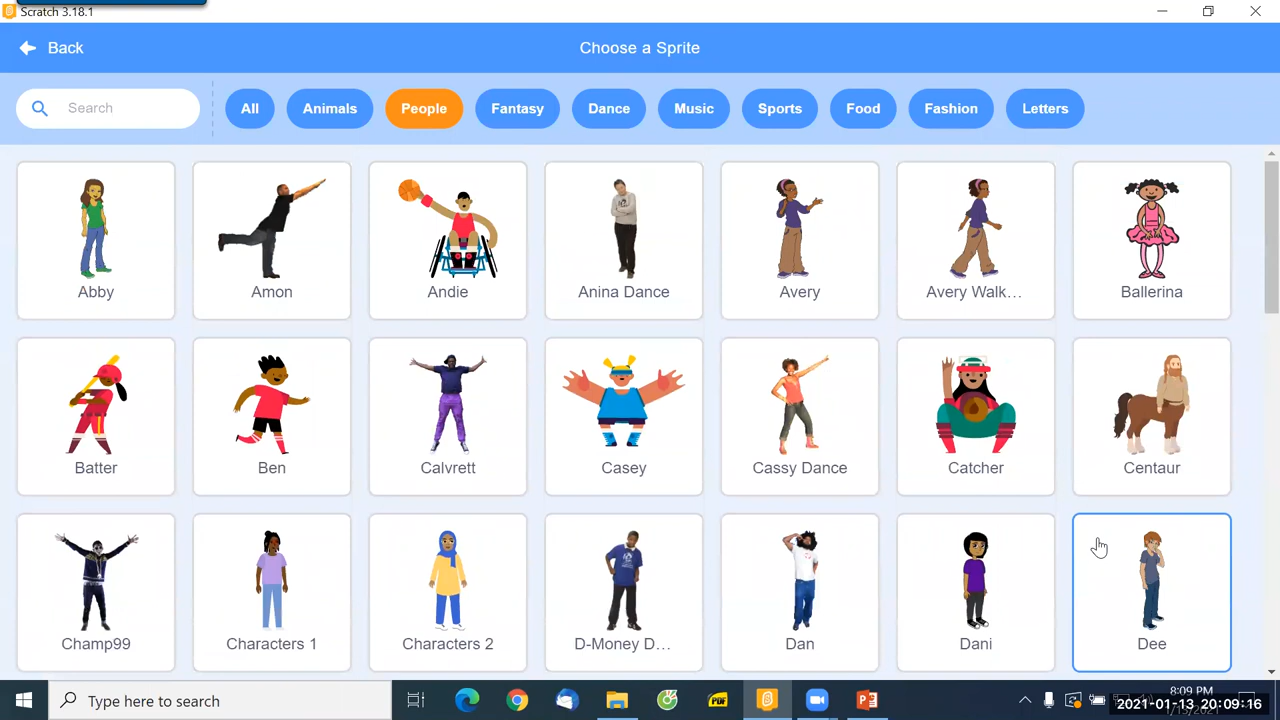 Scratch 3.18.1
Back
Choose a Sprite
Search
All
Animals
People
Fantasy
Dance
Music
Sports
Food
Fashion
Letters
Abby
Amon
Andie
Anina Dance
Avery
Avery Walk...
Ballerina
Batter
Ben
Calvrett
Casey
Cassy Dance
Catcher
Centaur
Champ99
Characters 1
Characters 2
D-Money D...
Dan
Dani
Dee
Type here to search
PDF
8:09 PM
2021-01-13 20:09:16